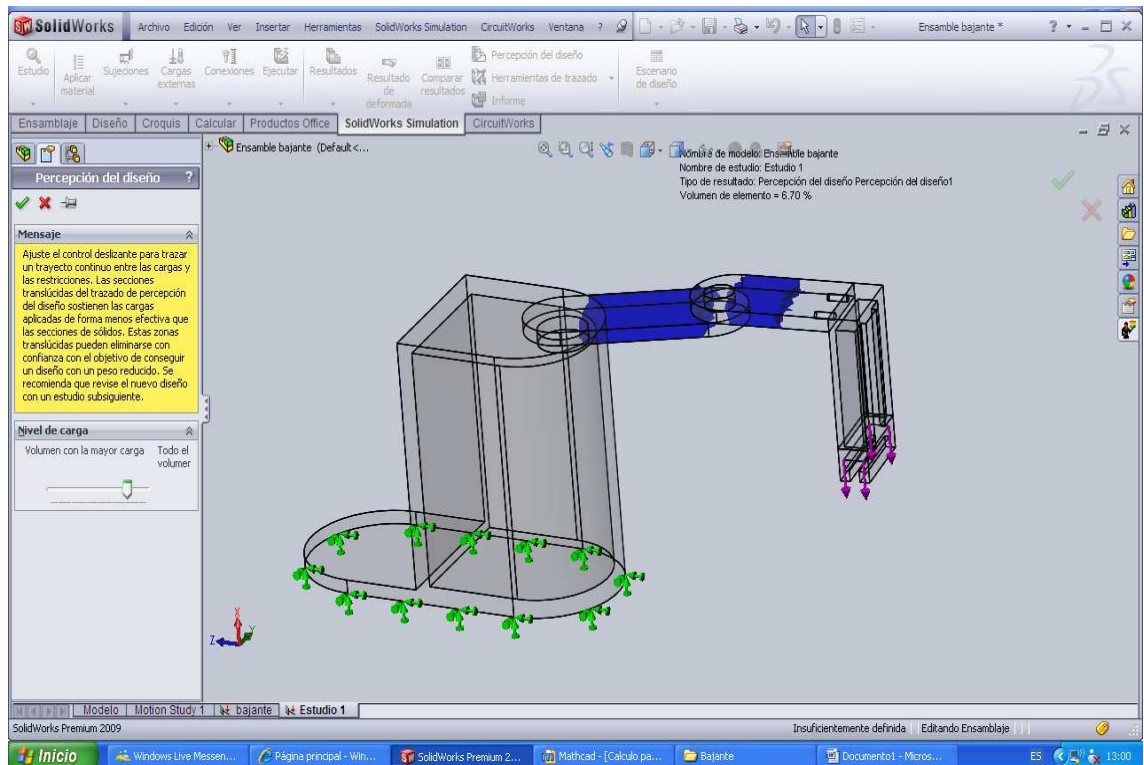 SolidWorks
Archivo Edición Ver Insertar Herramientas SolidWorks Simulation CircuitWorks Ventana ?
Ensamble bajante *
Estudio
Aplicar material
Sujeciones
Cargas externas
Conexiones
Ejecutar
Resultados
Resultado de deformada
Comparar resultados
Percepción del diseño
Herramientas de trazado
Informe
Escenario de diseño
Ensamblaje Diseño Croquis Calcular Productos Office SolidWorks Simulation CircuitWorks
Ensamble bajante (Default<...
Nombre de modelo: Ensamble bajante
Nombre de estudio: Estudio 1
Tipo de resultado: Percepción del diseño Percepción del diseño1
Volumen de elemento = 6.70 %
Percepción del diseño ?
Mensaje
Ajuste el control deslizante para trazar
un trayecto continuo entre las cargas y
las restricciones. Las secciones
translúcidas del trazado de percepción
del diseño sostienen las cargas
aplicadas de forma menos efectiva que
las secciones de sólidos. Estas zonas
translúcidas pueden eliminarse con
confianza con el objetivo de conseguir
un diseño con un peso reducido. Se
recomienda que revise el nuevo diseño
con un estudio subsiguiente.
Nivel de carga
Volumen con la mayor carga
Todo el volumen
X
Y
Z
Modelo Motion Study 1 bajante Estudio 1
SolidWorks Premium 2009
Insuficientemente definida Editando Ensamblaje
Inicio
Windows Live Messen...
Página principal - Win...
SolidWorks Premium 2...
Mathcad - [Calculo pa...
Bajante
Documento1 - Micros...
ES
13:00